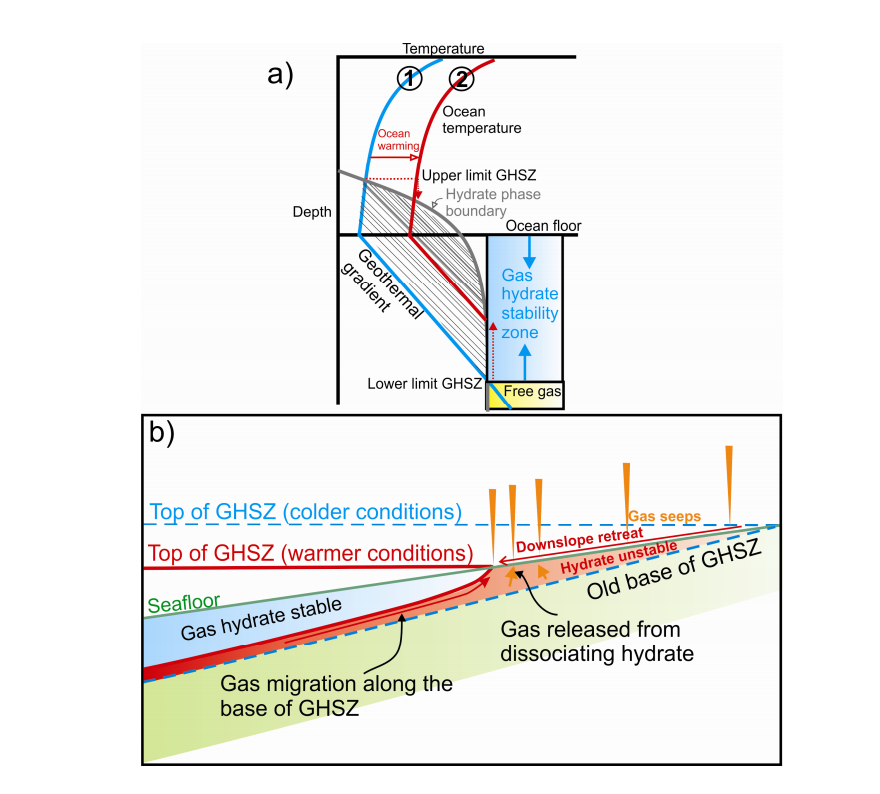 Temperature
a)
1
2
Ocean
temperature
Ocean
warming
Upper limit GHSZ
Hydrate phase
boundary
Depth
Ocean floor
Geothermal
gradient
Gas
hydrate
stability
zone
Lower limit GHSZ
Free gas
b)
Top of GHSZ (colder conditions)
Gas seeps
Downslope retreat
Top of GHSZ (warmer conditions)
Hydrate unstable
Old base of GHSZ
Seafloor
Gas hydrate stable
Gas released from
dissociating hydrate
Gas migration along the
base of GHSZ